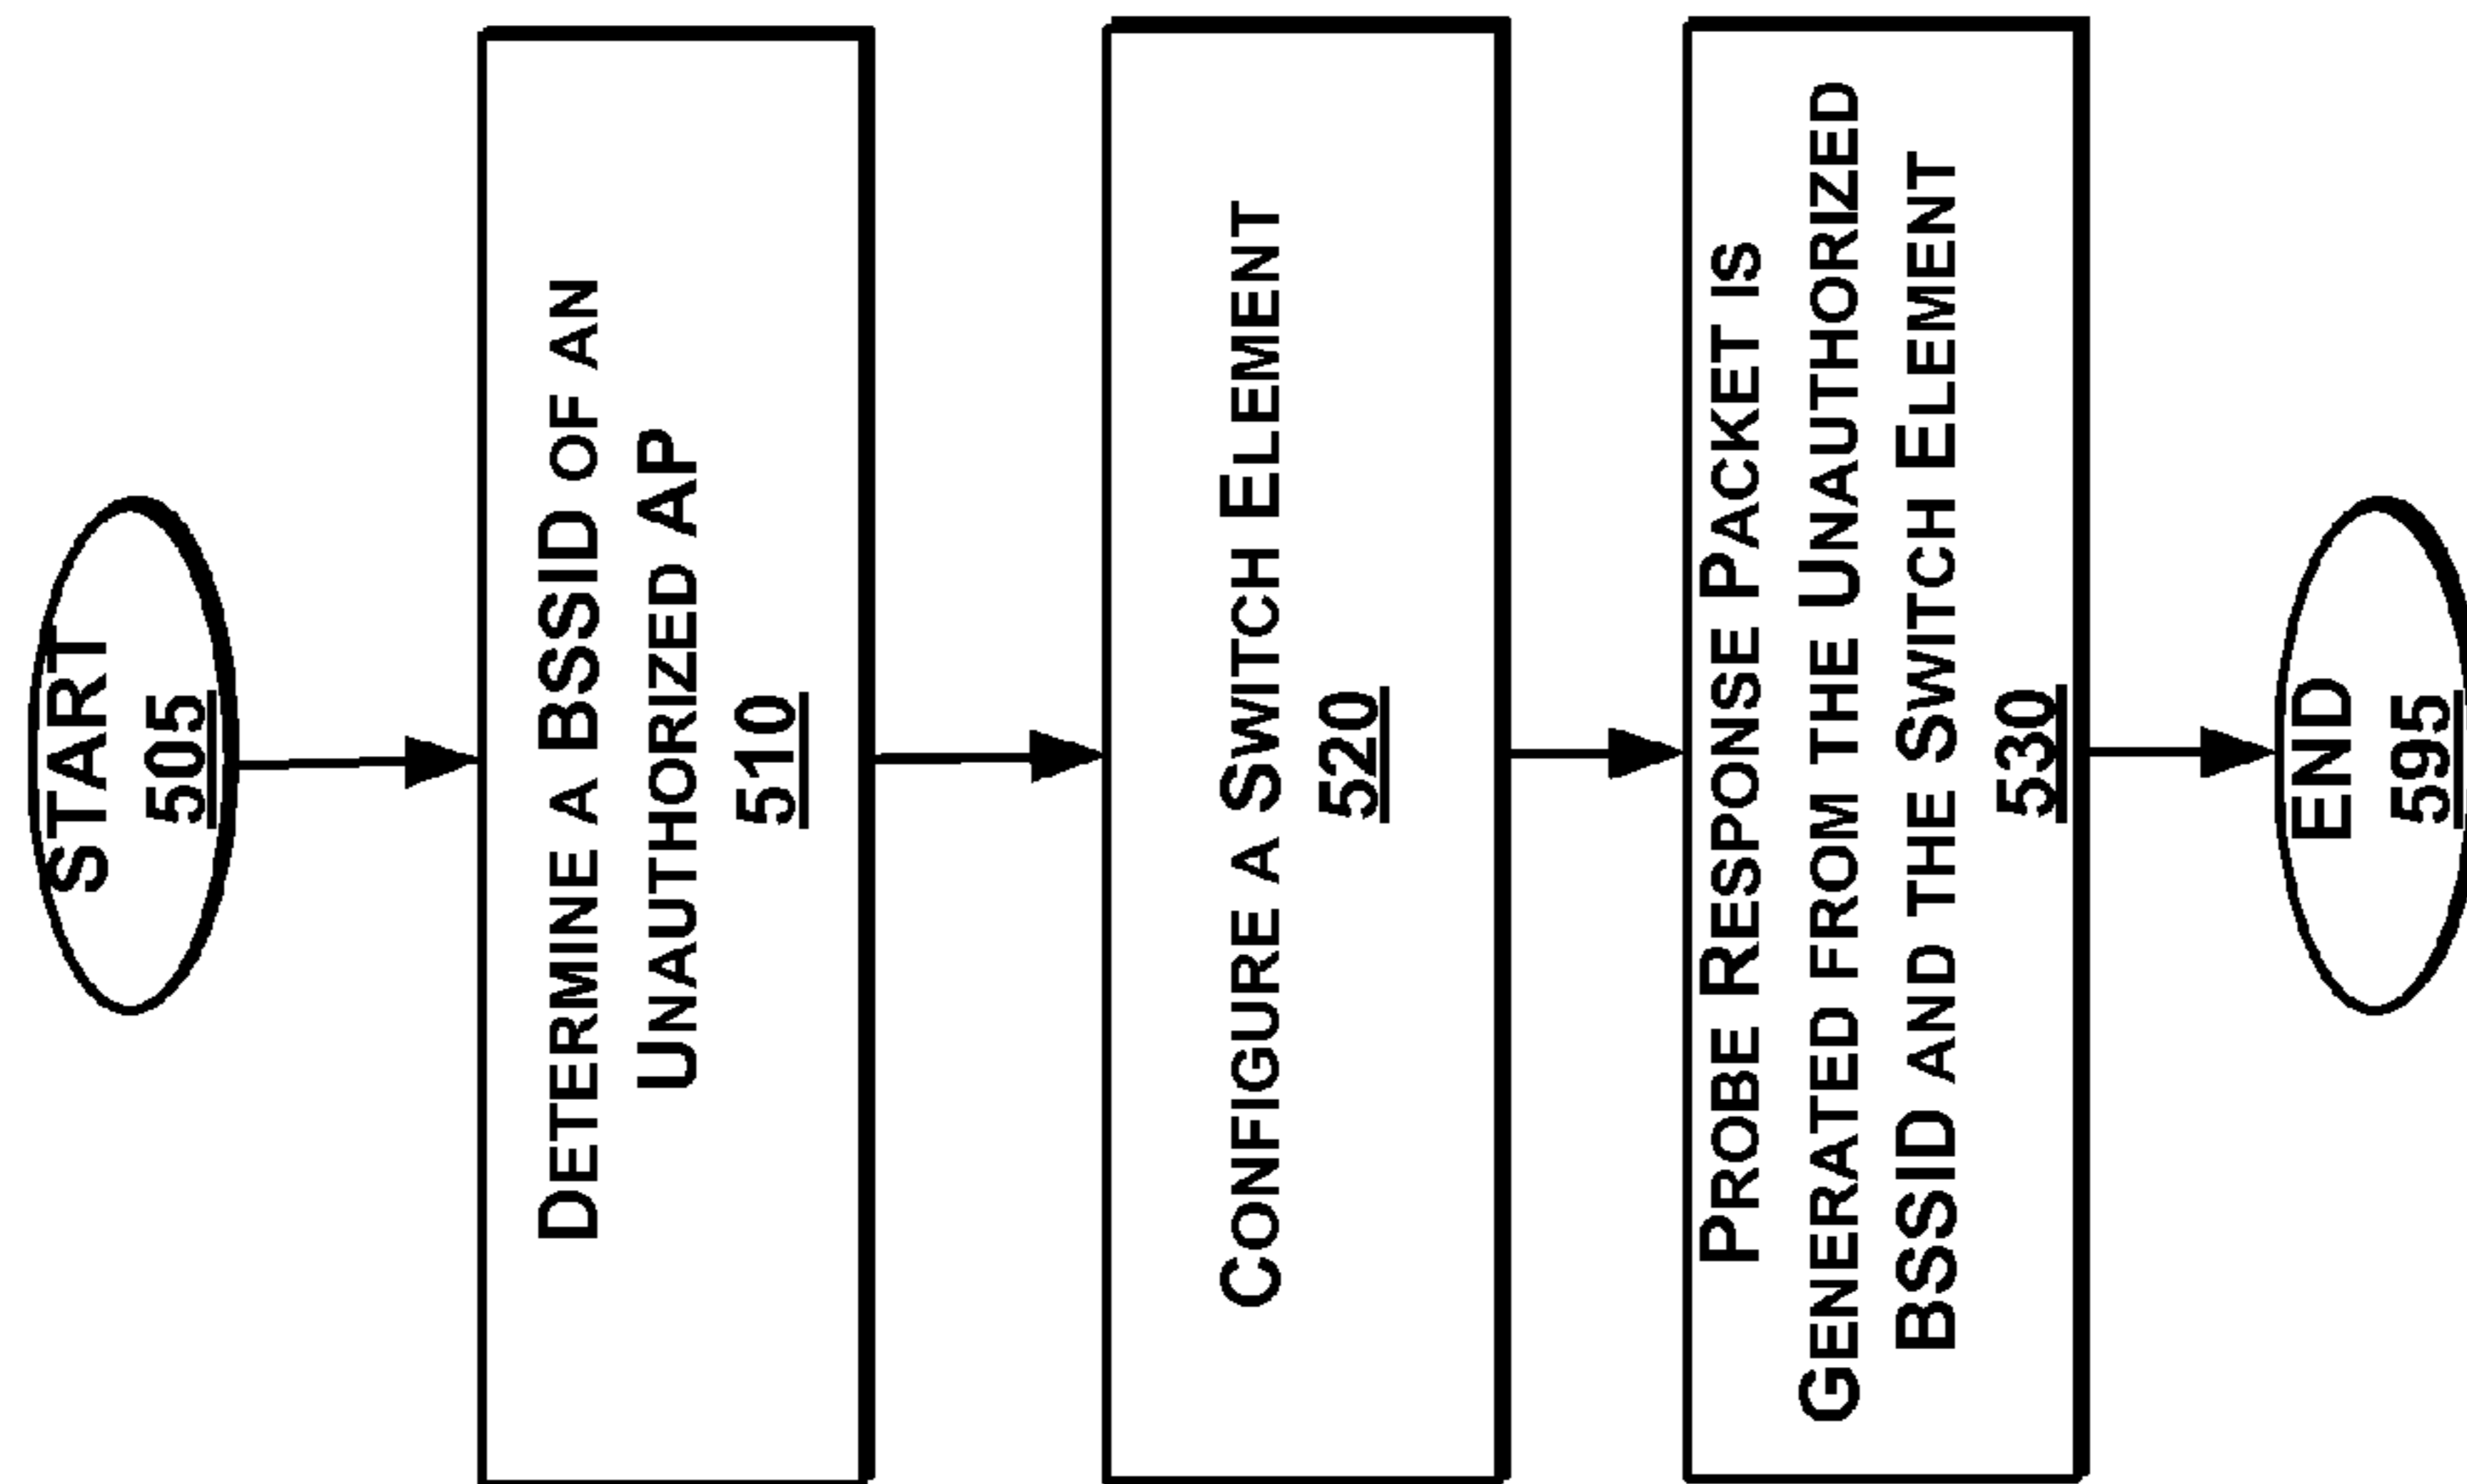 START
505
DETERMINE A BSSID OF AN
UNAUTHORIZED AP
510
CONFIGURE A SWITCH ELEMENT
520
PROBE RESPONSE PACKET IS
GENERATED FROM THE UNAUTHORIZED
BSSID AND THE SWITCH ELEMENT
530
END
595